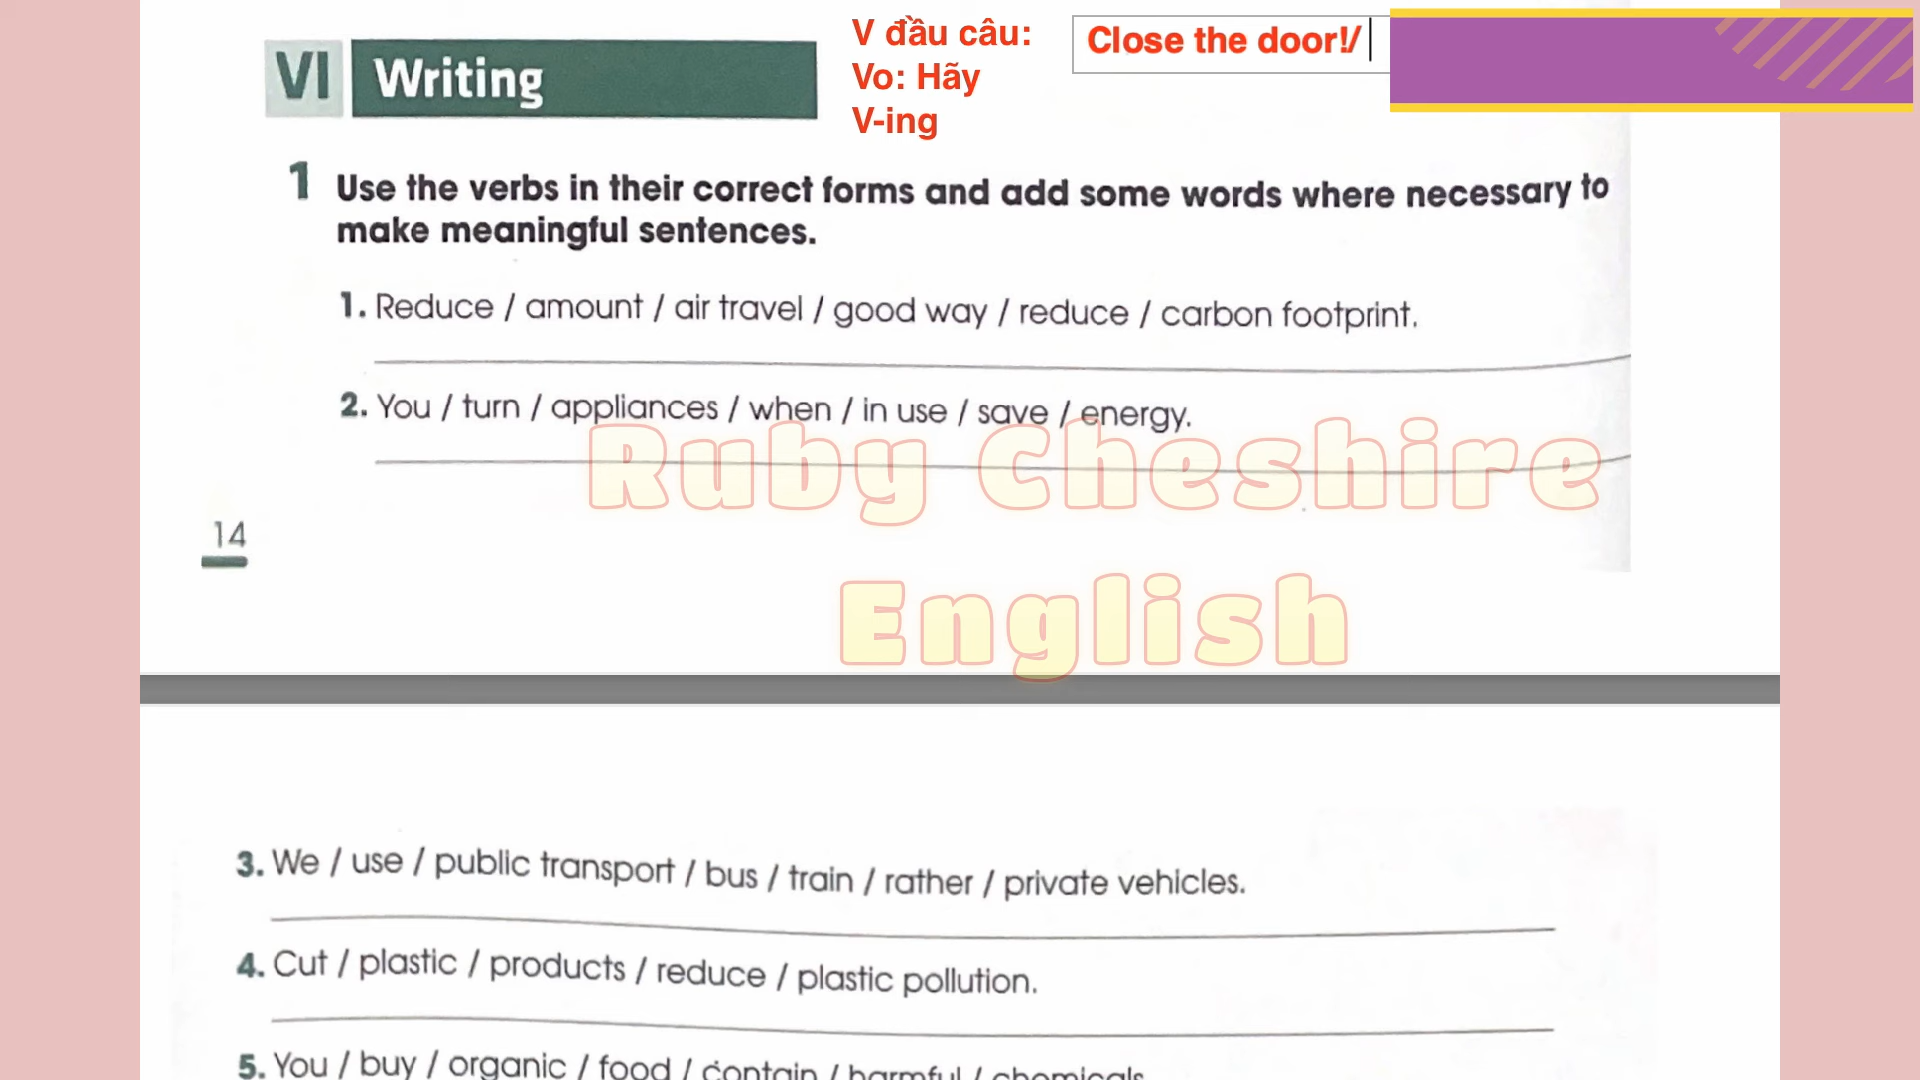 V đầu câu:
Vo: Hãy
V-ing
Close the door!/
VI Writing
1 Use the verbs in their correct forms and add some words where necessary to
make meaningful sentences.
1. Reduce / amount / air travel / good way / reduce / carbon footprint.
2. You / turn / appliances / when / in use / save / energy.
Ruby Cheshire
English
14
3. We / use / public transport / bus / train / rather / private vehicles.
4. Cut / plastic / products / reduce / plastic pollution.
5. You / buy / organic / food / contain / harmful / chemicals